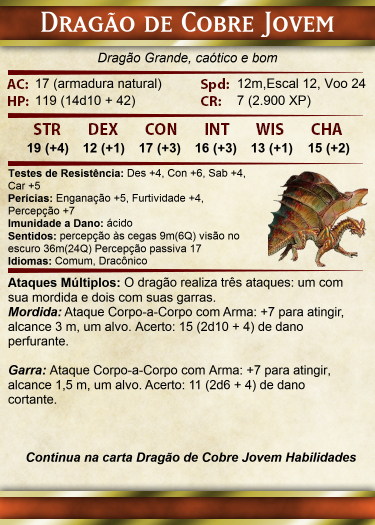 DRAGÃO DE COBRE JOVEM
Dragão Grande, caótico e bom
AC: 17 (armadura natural) Spd: 12m,Escal 12, Voo 24
HP: 119 (14d10 + 42) CR: 7 (2.900 XP)
STR DEX CON INT WIS CHA
19 (+4) 12 (+1) 17 (+3) 16 (+3) 13 (+1) 15 (+2)
Testes de Resistência: Des +4, Con +6, Sab +4,
Car +5
Perícias: Enganação +5, Furtividade +4,
Percepção +7
Imunidade a Dano: ácido
Sentidos: percepção às cegas 9m(6Q) visão no
escuro 36m(24Q) Percepção passiva 17
Idiomas: Comum, Dracônico
Ataques Múltiplos: O dragão realiza três ataques: um com
sua mordida e dois com suas garras.
Mordida: Ataque Corpo-a-Corpo com Arma: +7 para atingir,
alcance 3 m, um alvo. Acerto: 15 (2d10 + 4) de dano
perfurante.
Garra: Ataque Corpo-a-Corpo com Arma: +7 para atingir,
alcance 1,5 m, um alvo. Acerto: 11 (2d6 + 4) de dano
cortante.
Continua na carta Dragão de Cobre Jovem Habilidades